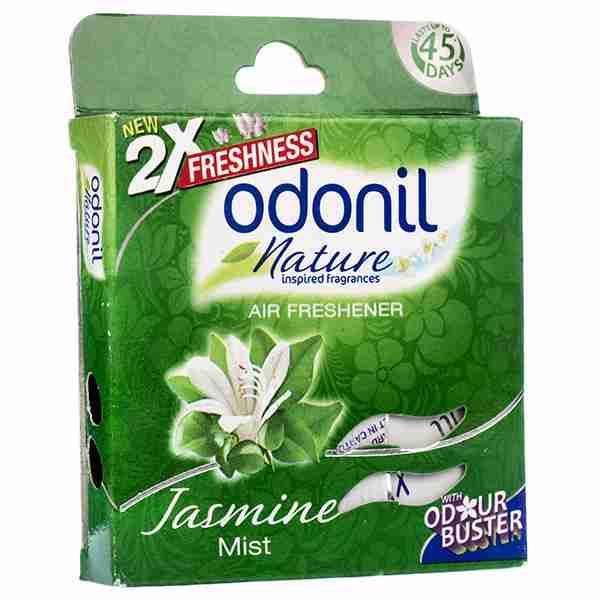 LASTS UP TO
45
DAYS
NEW
2X FRESHNESS
odonil
Nature
inspired fragrances
AIR FRESHENER
odonil
Nature
Jasmine
Mist
WITH
ODOUR
BUSTER